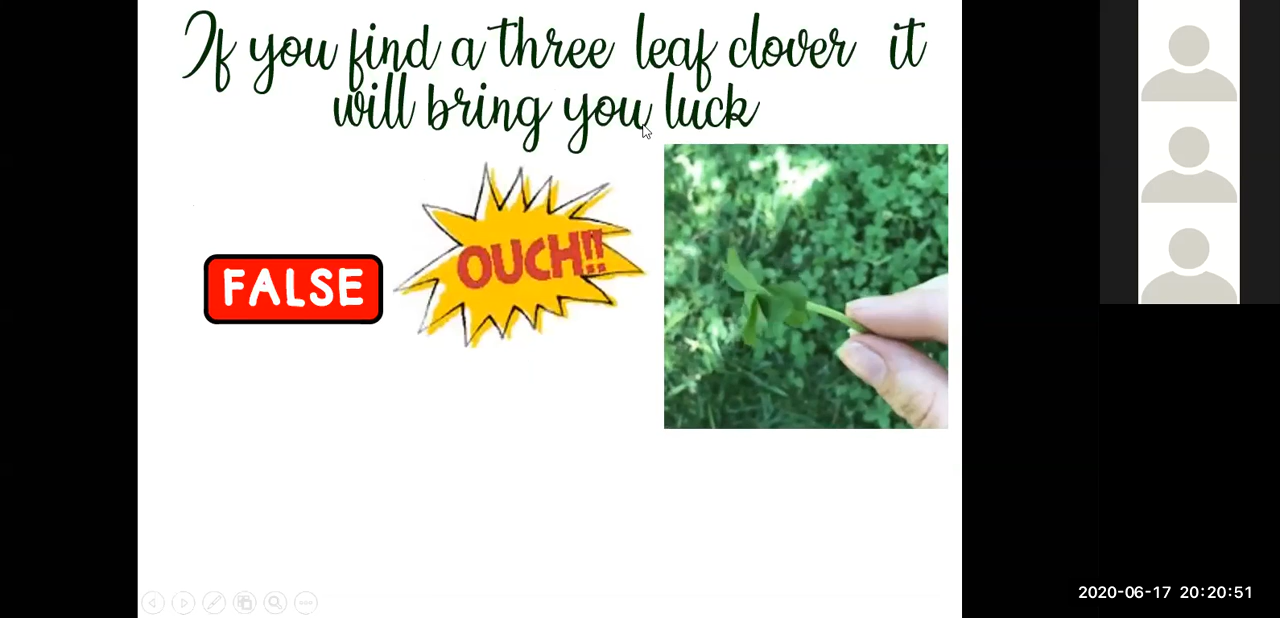 If you find a three leaf clover it
will bring you luck
OUCH!!
FALSE
2020-06-17 20:20:51